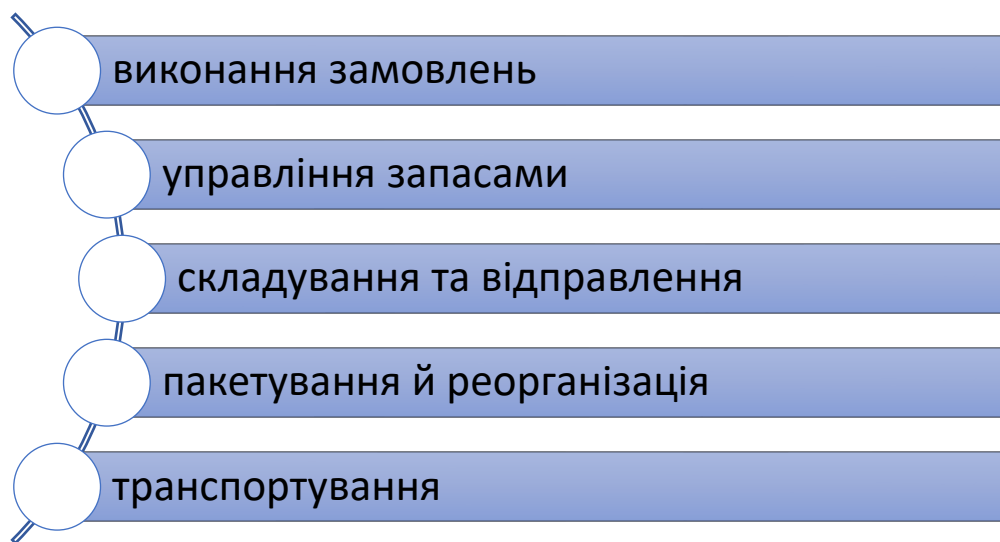 виконання замовлень
управління запасами
складування та відправлення
пакетування й реорганізація
транспортування